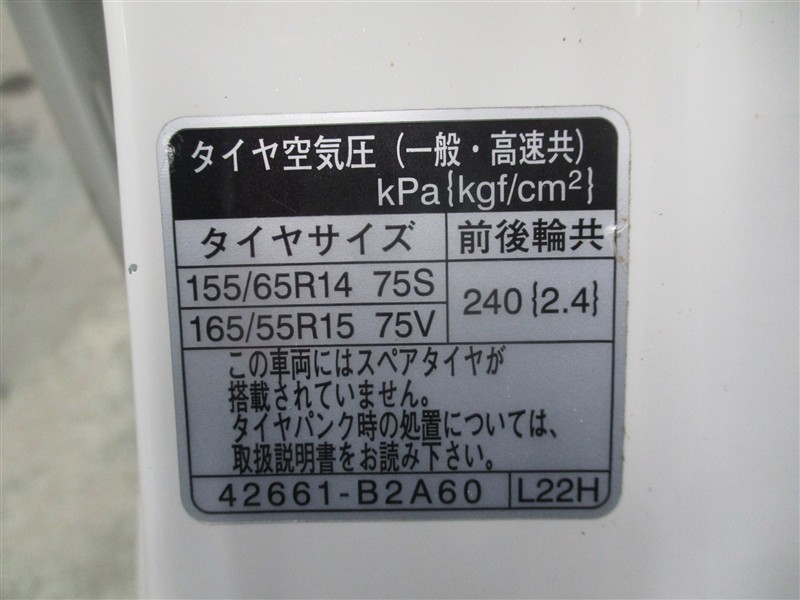 タイヤ空気圧（一般・高速共）
kPa{kgf/cm²}
タイヤサイズ 前後輪共
155/65R14 75S
240{2.4}
165/55R15 75V
この車両にはスペアタイヤが
搭載されていません。
タイヤパンク時の処置については、
取扱説明書をお読み下さい。
42661-B2A60 L22H